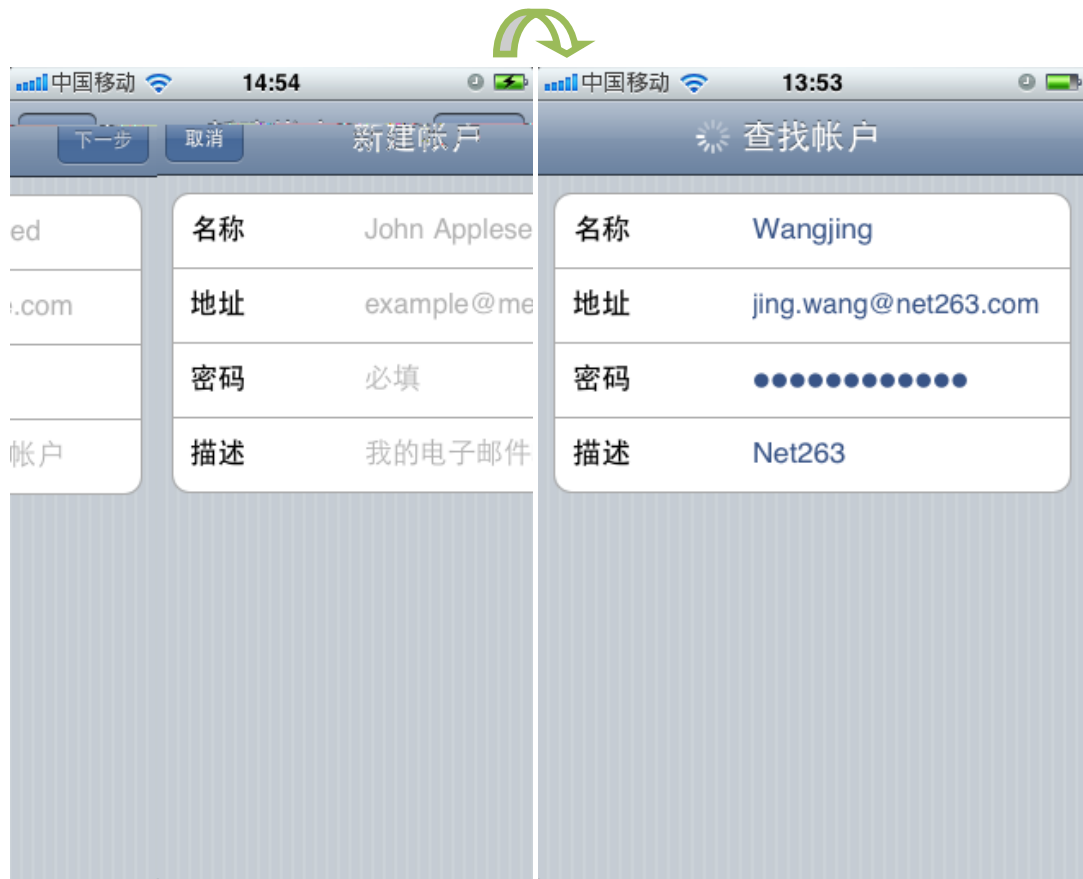 中国移动 14:54
下一步 取消 新建帐户
ed
名称 John Applese
e.com
地址 example@me
密码 必填
帐户
描述 我的电子邮件
中国移动 13:53
查找帐户
名称 Wangjing
地址 jing.wang@net263.com
密码 ●●●●●●●●●●●●
描述 Net263